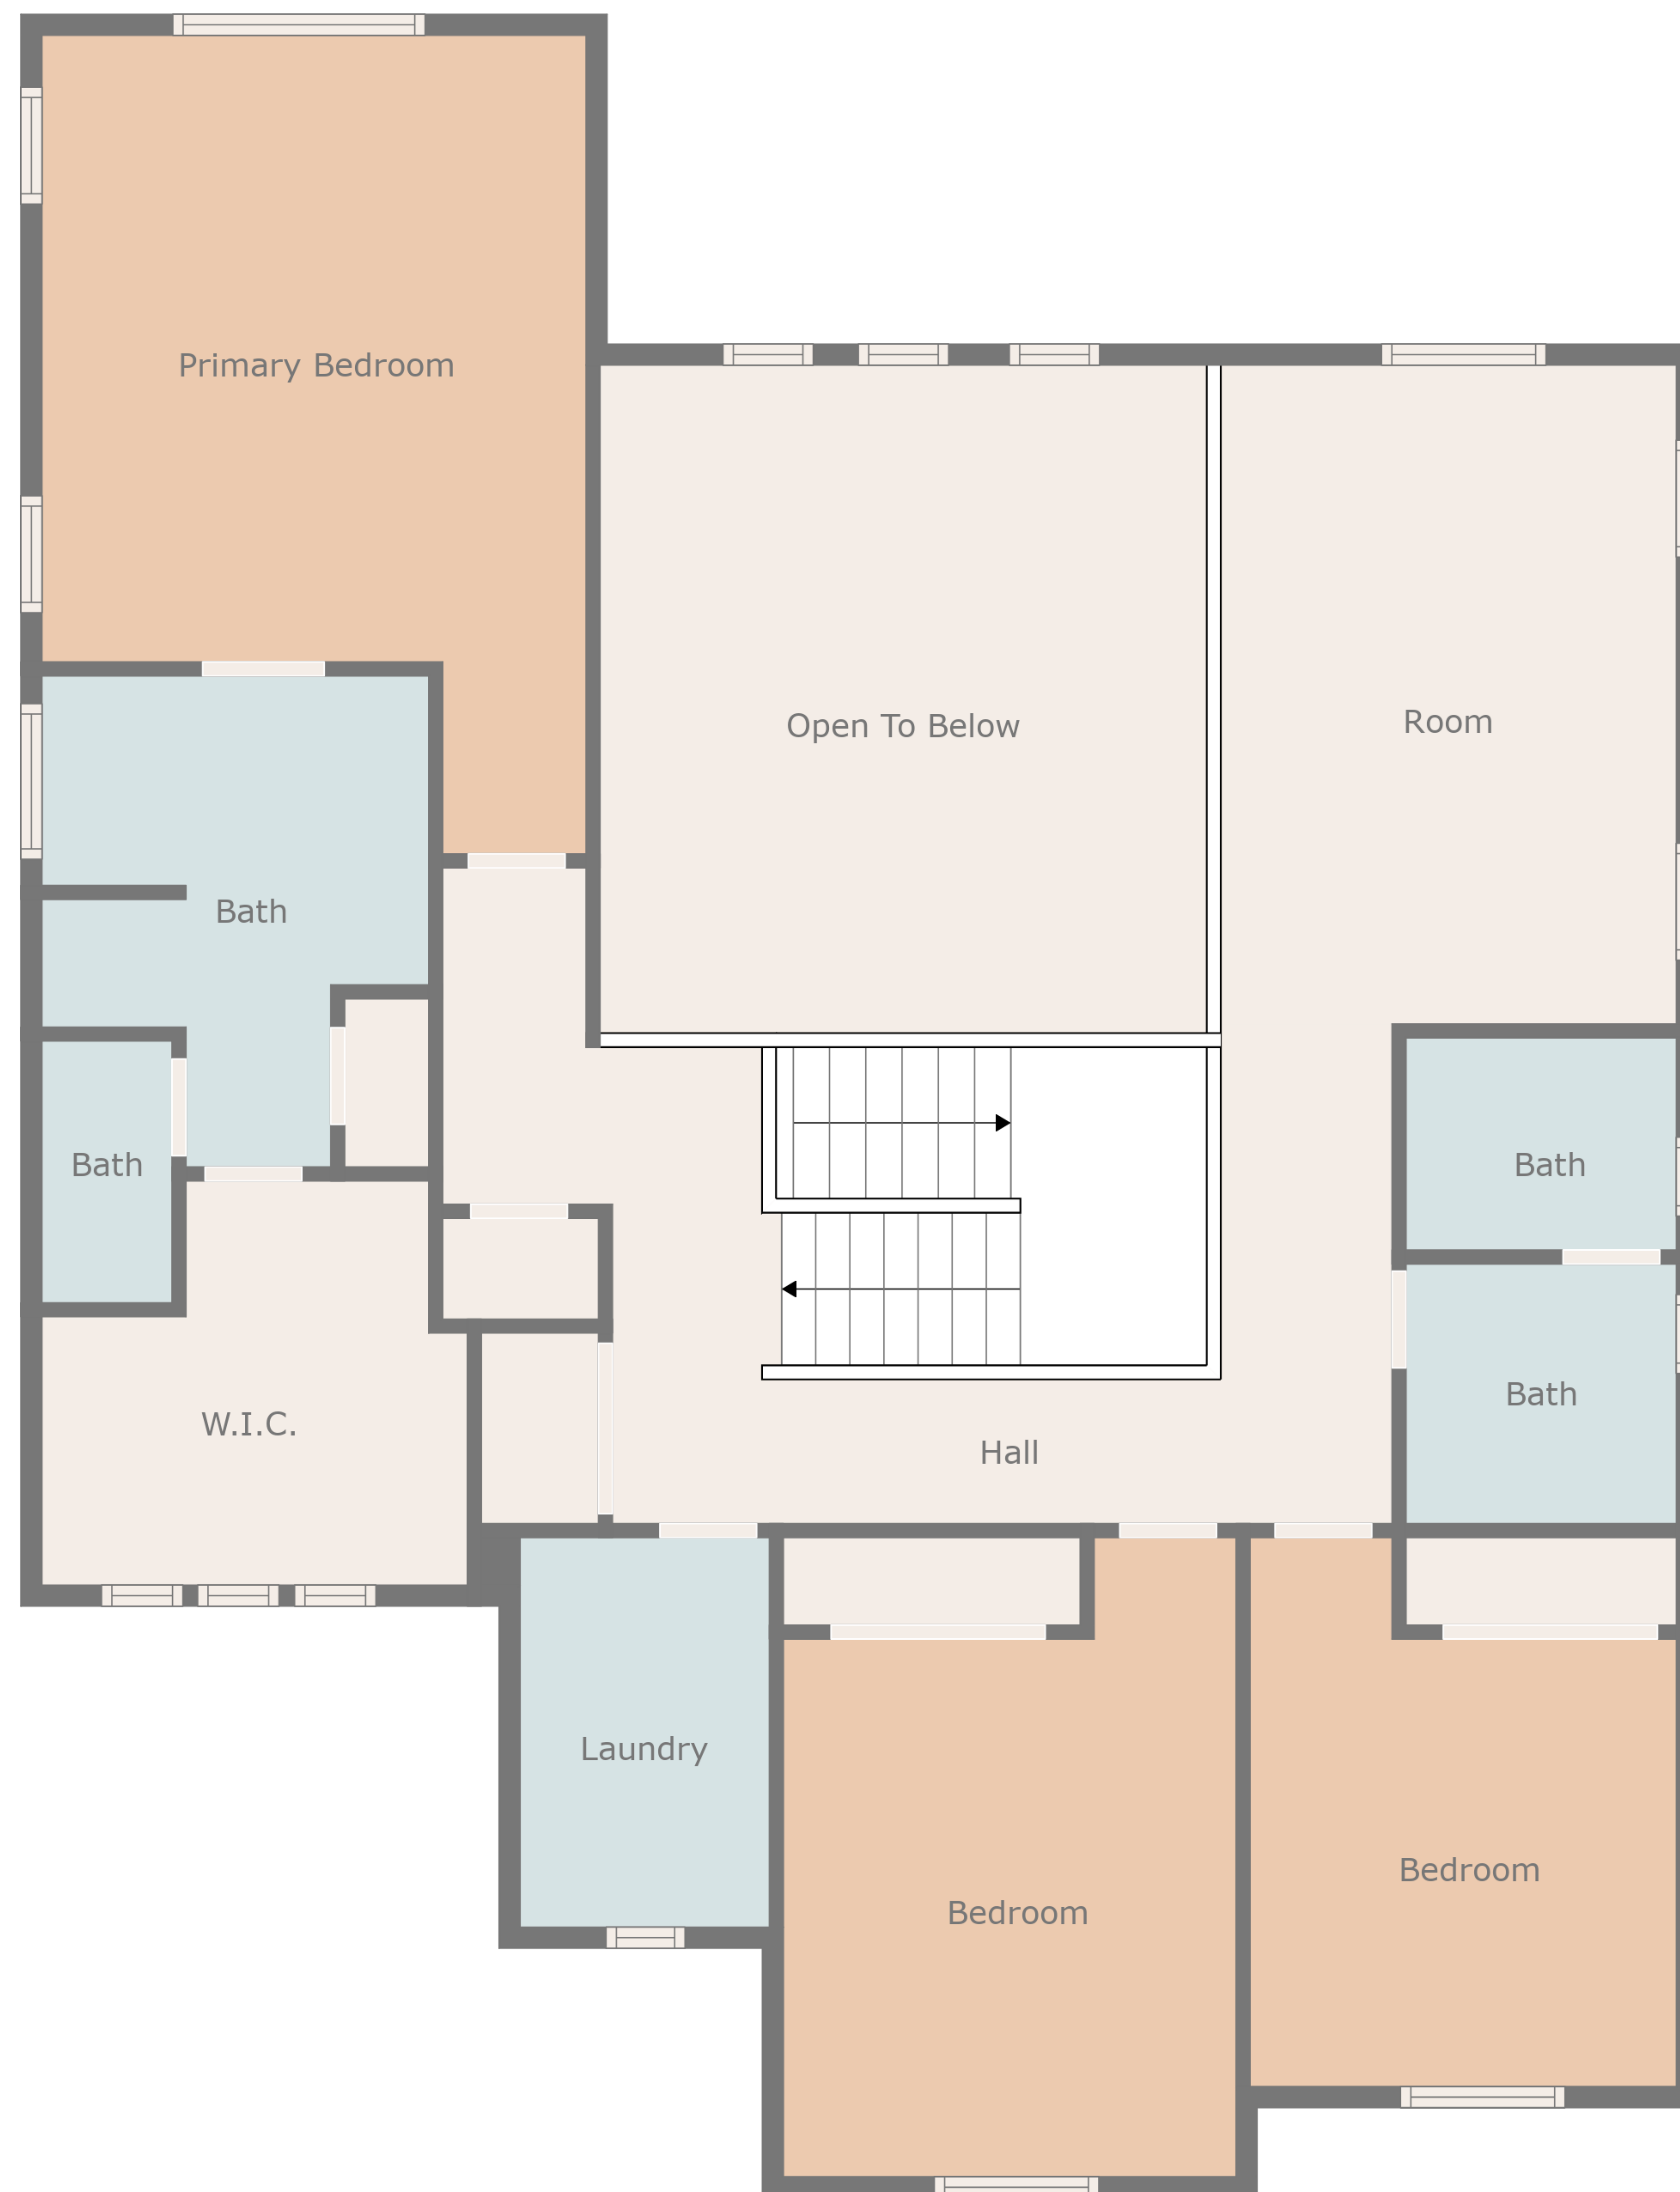 Primary Bedroom
Open To Below
Room
Bath
Bath
Bath
Bath
W.I.C.
Hall
Laundry
Bedroom
Bedroom